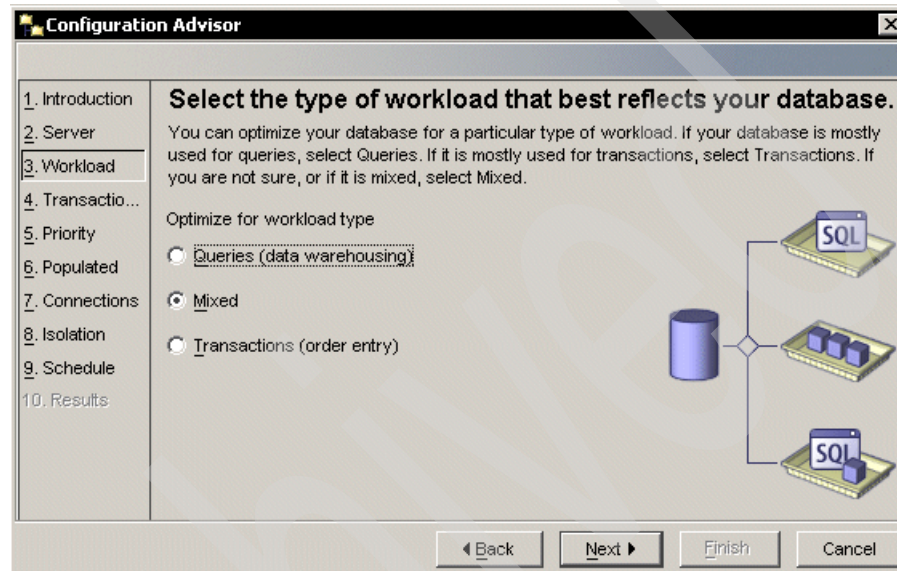 Configuration Advisor
1. Introduction
2. Server
3. Workload
4. Transactio...
5. Priority
6. Populated
7. Connections
8. Isolation
9. Schedule
10. Results
Select the type of workload that best reflects your database.
You can optimize your database for a particular type of workload. If your database is mostly
used for queries, select Queries. If it is mostly used for transactions, select Transactions. If
you are not sure, or if it is mixed, select Mixed.
Optimize for workload type
Queries (data warehousing)
Mixed
Transactions (order entry)
SQL
SQL
Back
Next
Finish
Cancel